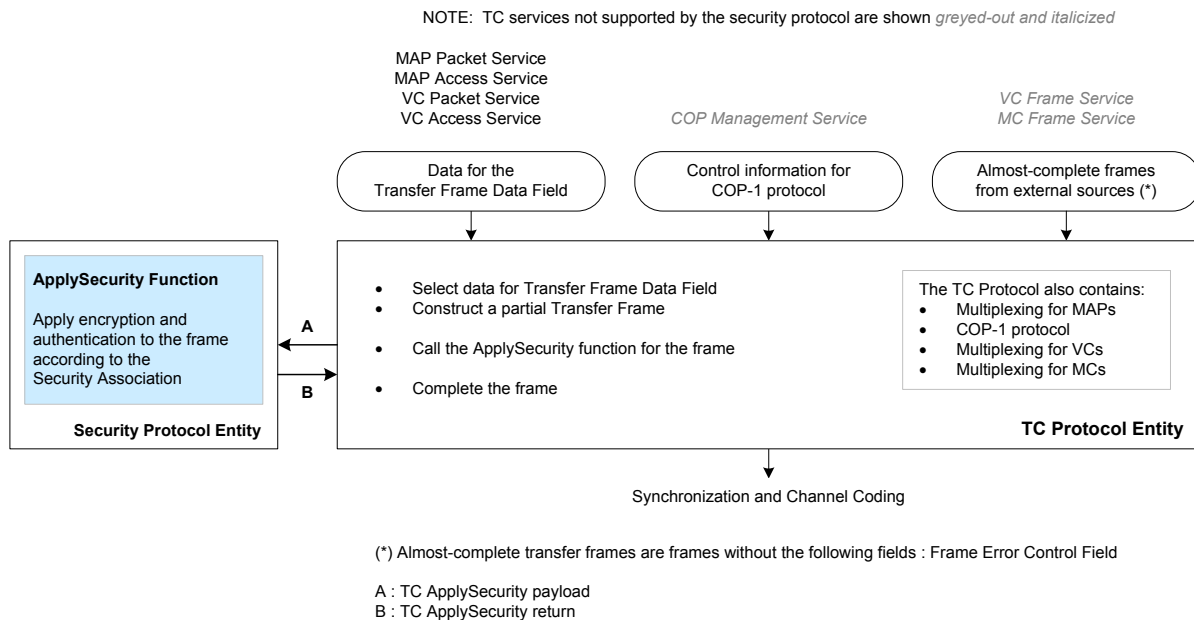 NOTE: TC services not supported by the security protocol are shown greyed-out and italicized
MAP Packet Service
MAP Access Service
VC Packet Service
VC Access Service
COP Management Service
VC Frame Service
MC Frame Service
Data for the
Transfer Frame Data Field
Control information for
COP-1 protocol
Almost-complete frames
from external sources (*)
ApplySecurity Function
Apply encryption and
authentication to the frame
according to the
Security Association
Security Protocol Entity
A
B
• Select data for Transfer Frame Data Field
• Construct a partial Transfer Frame
• Call the ApplySecurity function for the frame
• Complete the frame
The TC Protocol also contains:
• Multiplexing for MAPs
• COP-1 protocol
• Multiplexing for VCs
• Multiplexing for MCs
TC Protocol Entity
Synchronization and Channel Coding
(*) Almost-complete transfer frames are frames without the following fields : Frame Error Control Field
A : TC ApplySecurity payload
B : TC ApplySecurity return